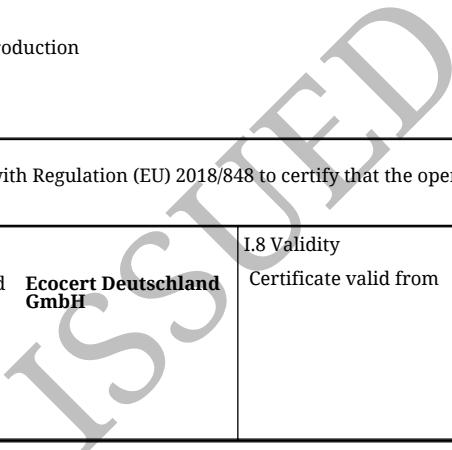 roduction
with Regulation (EU) 2018/848 to certify that the oper
I.8 Validity
d Ecocert Deutschland
GmbH
Certificate valid from
ISSUED